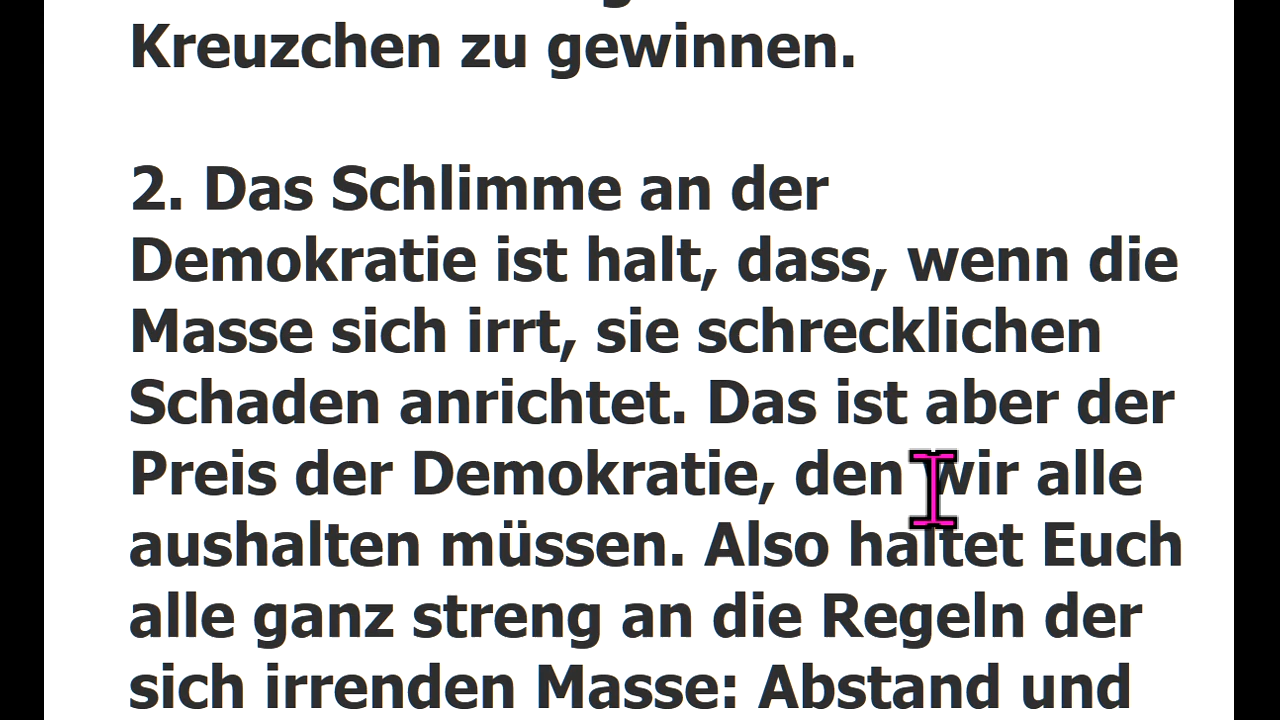 Kreuzchen zu gewinnen.
2. Das Schlimme an der
Demokratie ist halt, dass, wenn die
Masse sich irrt, sie schrecklichen
Schaden anrichtet. Das ist aber der
Preis der Demokratie, den wir alle
aushalten müssen. Also haltet Euch
alle ganz streng an die Regeln der
sich irrenden Masse: Abstand und